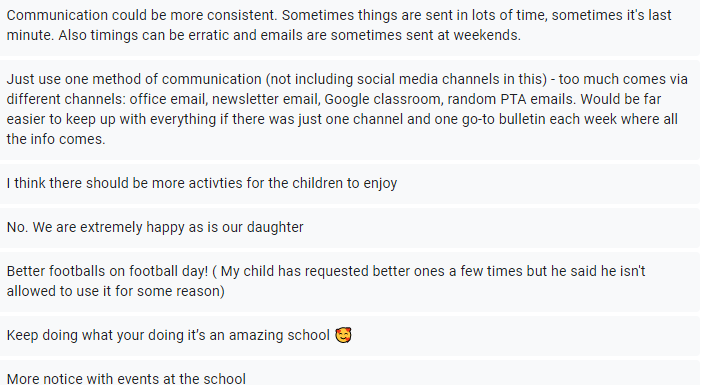 Communication could be more consistent. Sometimes things are sent in lots of time, sometimes it's last
minute. Also timings can be erratic and emails are sometimes sent at weekends.
Just use one method of communication (not including social media channels in this) - too much comes via
different channels: office email, newsletter email, Google classroom, random PTA emails. Would be far
easier to keep up with everything if there was just one channel and one go-to bulletin each week where all
the info comes.
I think there should be more activties for the children to enjoy
No. We are extremely happy as is our daughter
Better footballs on football day! ( My child has requested better ones a few times but he said he isn't
allowed to use it for some reason)
Keep doing what your doing it's an amazing school 🥰
More notice with events at the school